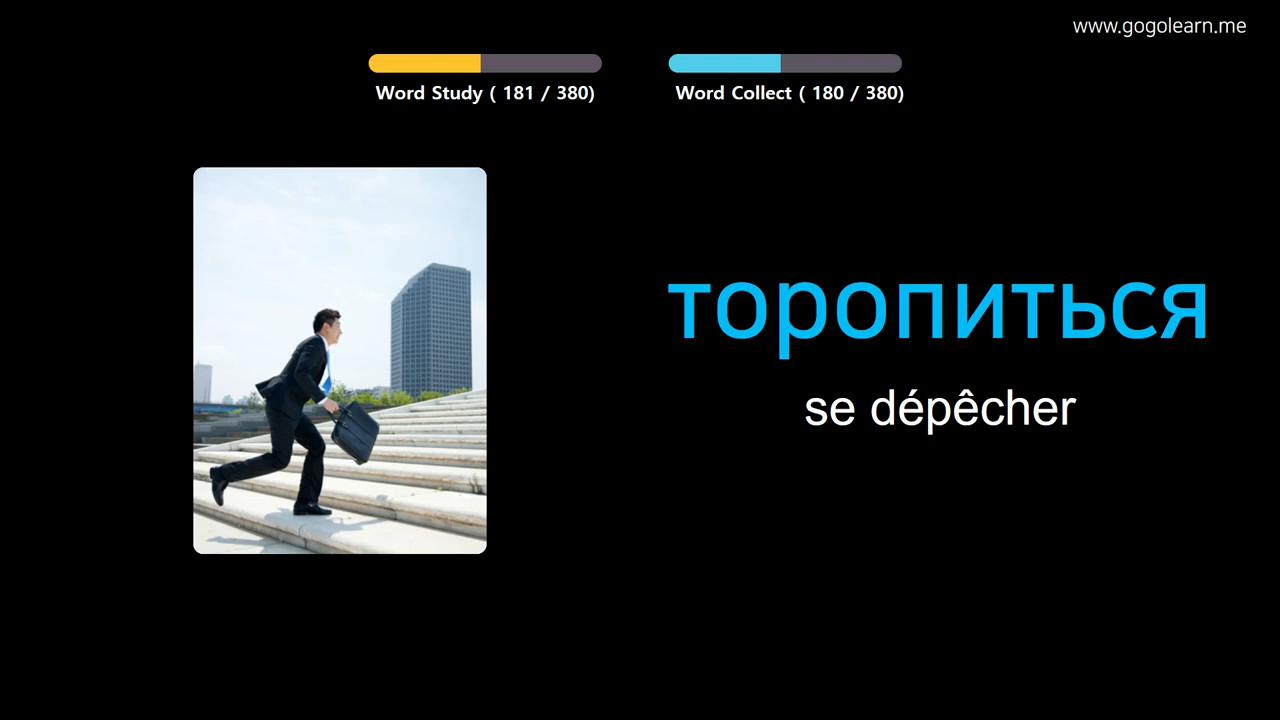 www.gogolearn.me
Word Study ( 181 / 380)
Word Collect ( 180 / 380)
торопиться
se dépêcher